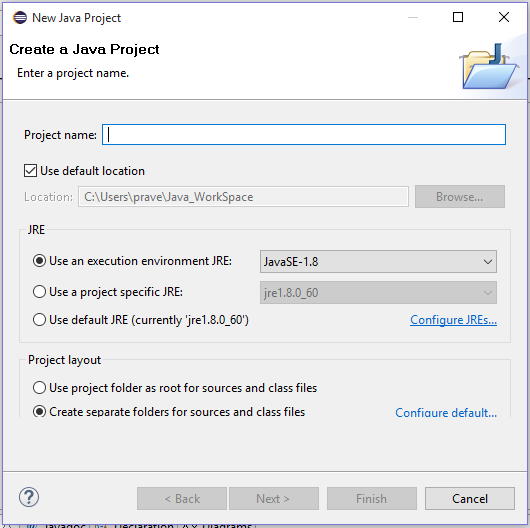 New Java Project
Create a Java Project
Enter a project name.
Project name:
Use default location
Location: C:\Users\prave\Java_WorkSpace Browse...
JRE
Use an execution environment JRE: JavaSE-1.8
Use a project specific JRE: jre1.8.0_60
Use default JRE (currently 'jre1.8.0_60') Configure JREs...
Project layout
Use project folder as root for sources and class files
Create separate folders for sources and class files Configure default...
? < Back Next > Finish Cancel
Javadoc Declaration Diagrams